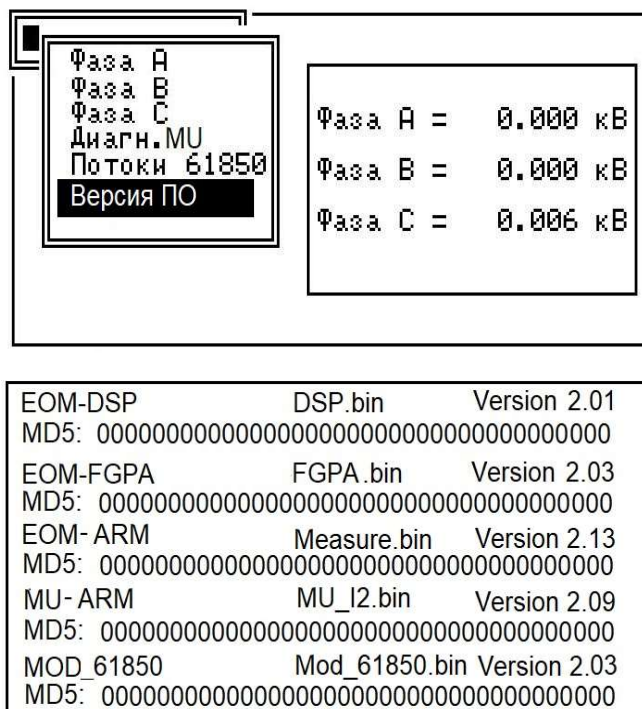 Фаза A
Фаза B
Фаза C
Диагн.MU
Потоки 61850
Версия ПО
Фаза A = 0.000 кВ
Фаза B = 0.000 кВ
Фаза C = 0.006 кВ
EOM-DSP DSP.bin Version 2.01
MD5: 00000000000000000000000000000000
EOM-FGPA FGPA.bin Version 2.03
MD5: 00000000000000000000000000000000
EOM-ARM Measure.bin Version 2.13
MD5: 00000000000000000000000000000000
MU-ARM MU_I2.bin Version 2.09
MD5: 00000000000000000000000000000000
MOD_61850 Mod_61850.bin Version 2.03
MD5: 00000000000000000000000000000000